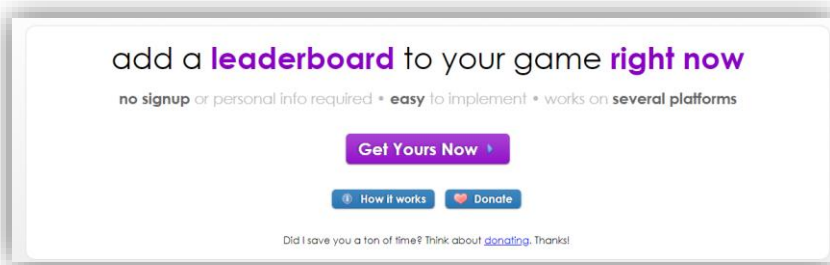 add a leaderboard to your game right now
no signup or personal info required • easy to implement • works on several platforms
Get Yours Now
How it works
Donate
Did I save you a ton of time? Think about donating. Thanks!